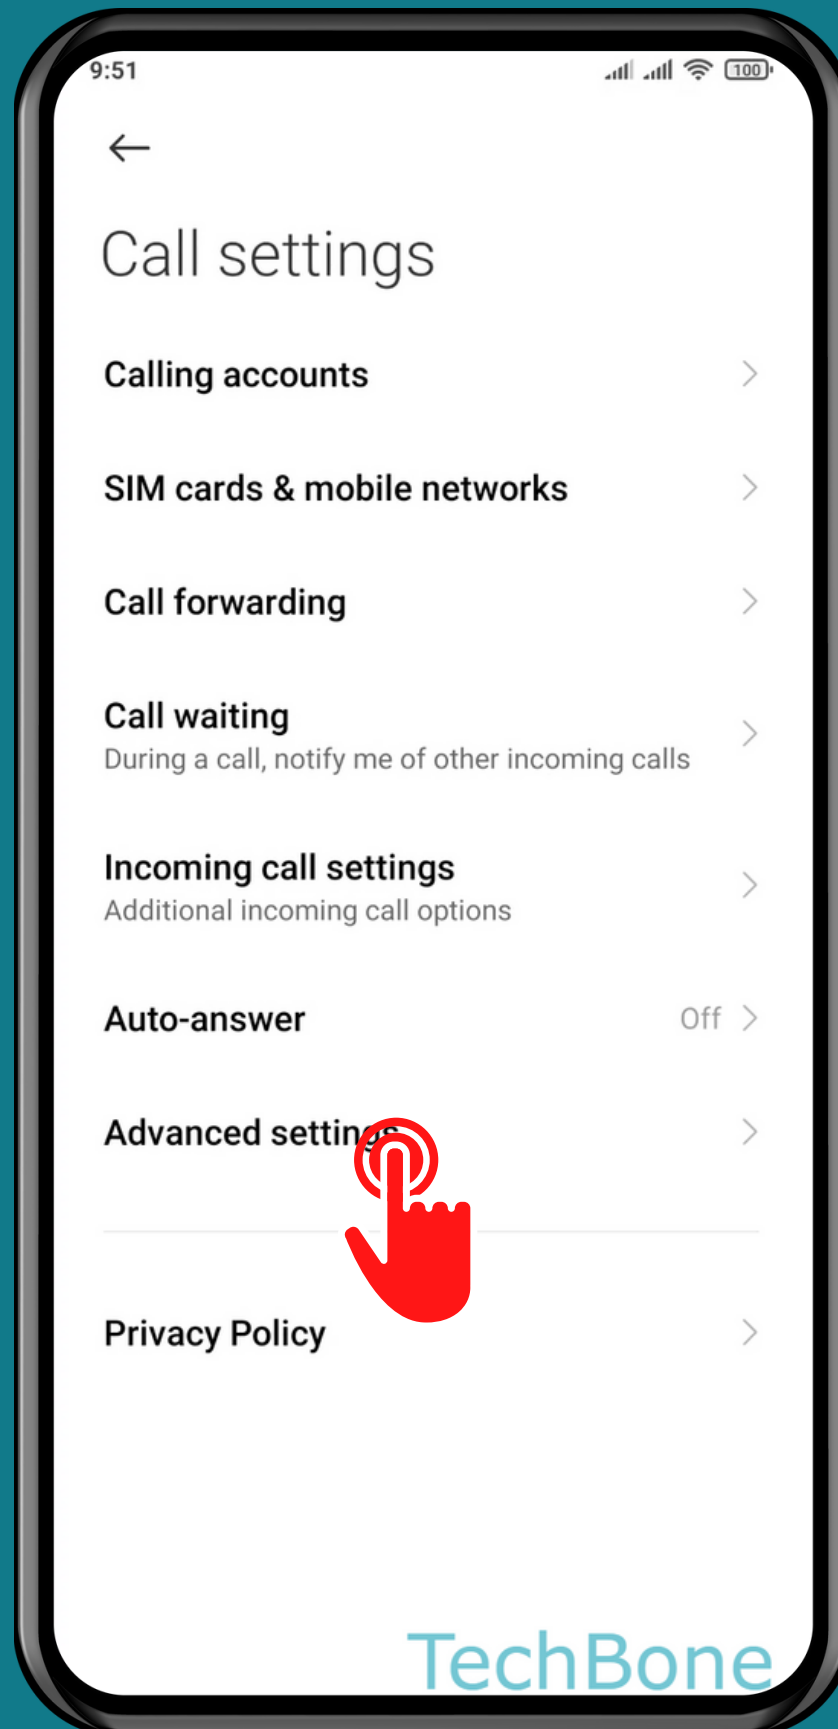 9:51
100
Call settings
Calling accounts
SIM cards & mobile networks
Call forwarding
Call waiting
During a call, notify me of other incoming calls
Incoming call settings
Additional incoming call options
Auto-answer
Off
Advanced settings
Privacy Policy
TechBone